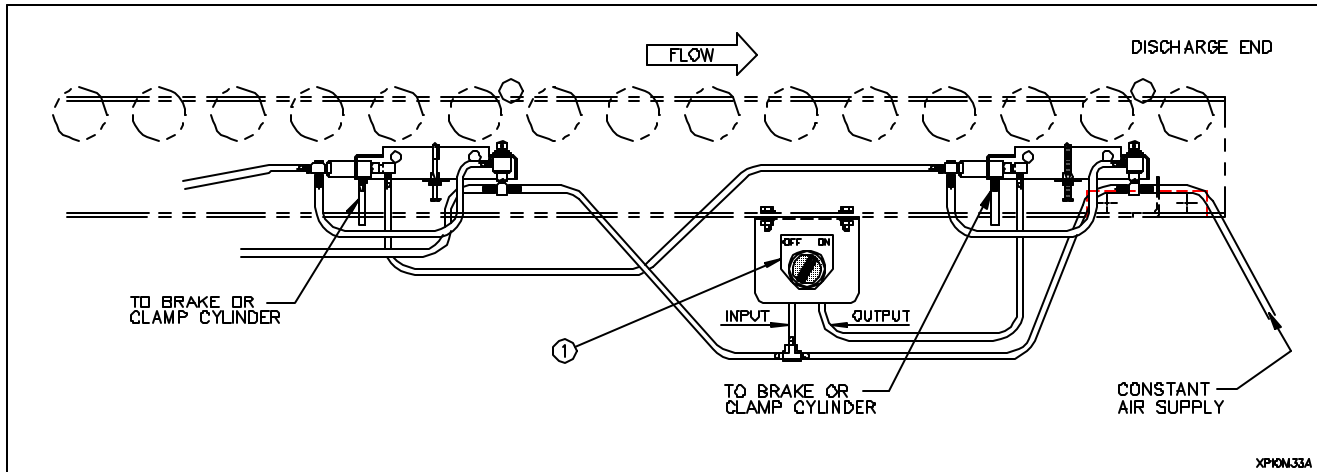 FLOW
DISCHARGE END
OFF ON
TO BRAKE OR
CLAMP CYLINDER
INPUT
OUTPUT
1
TO BRAKE OR
CLAMP CYLINDER
CONSTANT
AIR SUPPLY